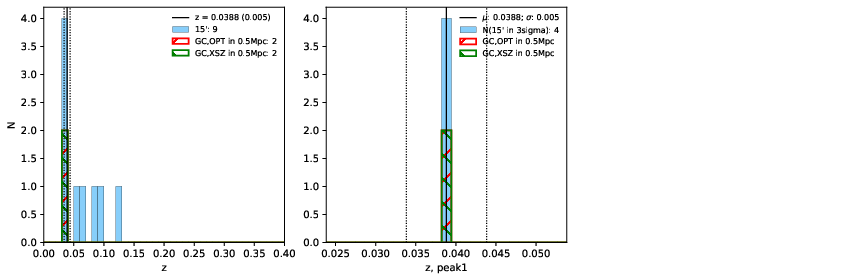 z = 0.0388 (0.005)
15': 9
GC,OPT in 0.5Mpc: 2
GC,XSZ in 0.5Mpc: 2
4.0
3.5
3.0
2.5
2.0
1.5
1.0
0.5
0.0
N
0.00 0.05 0.10 0.15 0.20 0.25 0.30 0.35 0.40
z
μ: 0.0388; σ: 0.005
N(15' in 3sigma): 4
GC,OPT in 0.5Mpc
GC,XSZ in 0.5Mpc
4.0
3.5
3.0
2.5
2.0
1.5
1.0
0.5
0.0
0.025 0.030 0.035 0.040 0.045 0.050
z, peak1